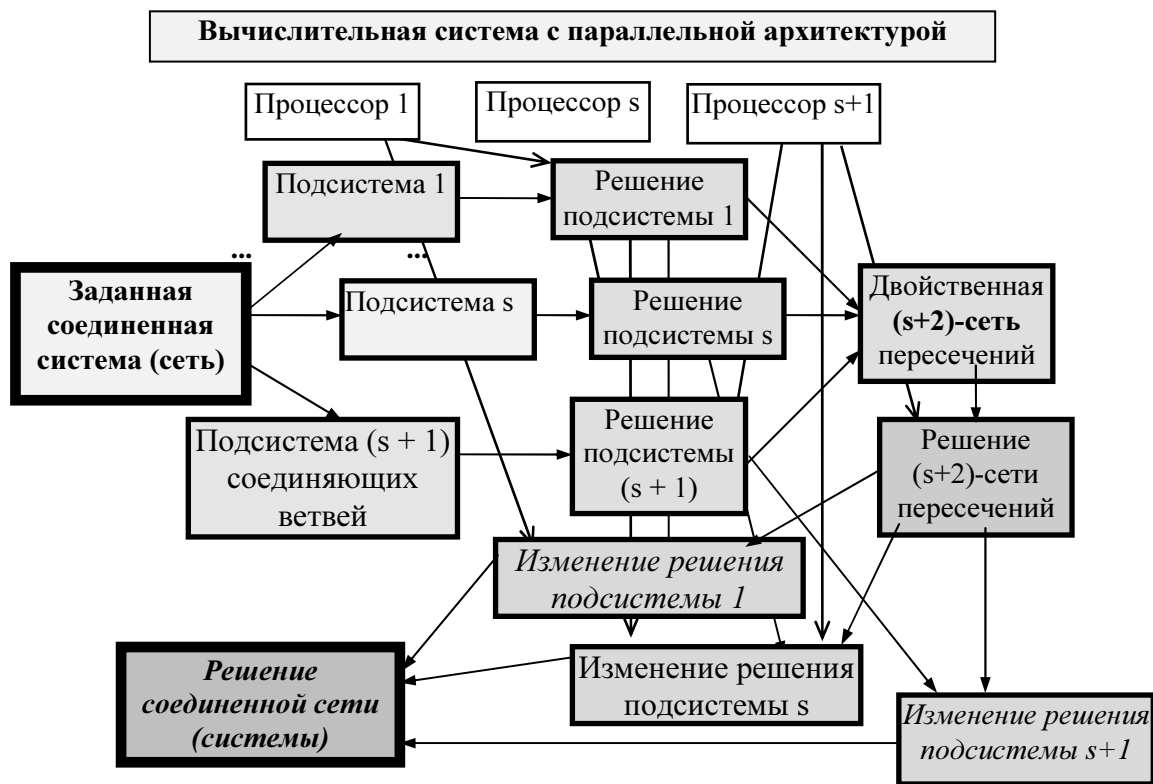 Вычислительная система с параллельной архитектурой
Процессор 1
Процессор s
Процессор s+1
Подсистема 1
Решение
подсистемы 1
...
...
Заданная
соединенная
система (сеть)
Подсистема s
Решение
подсистемы s
Двойственная
(s+2)-сеть
пересечений
Подсистема (s + 1)
соединяющих
ветвей
Решение
подсистемы
(s + 1)
Решение
(s+2)-сети
пересечений
Изменение решения
подсистемы 1
Решение
соединенной сети
(системы)
Изменение решения
подсистемы s
Изменение решения
подсистемы s+1